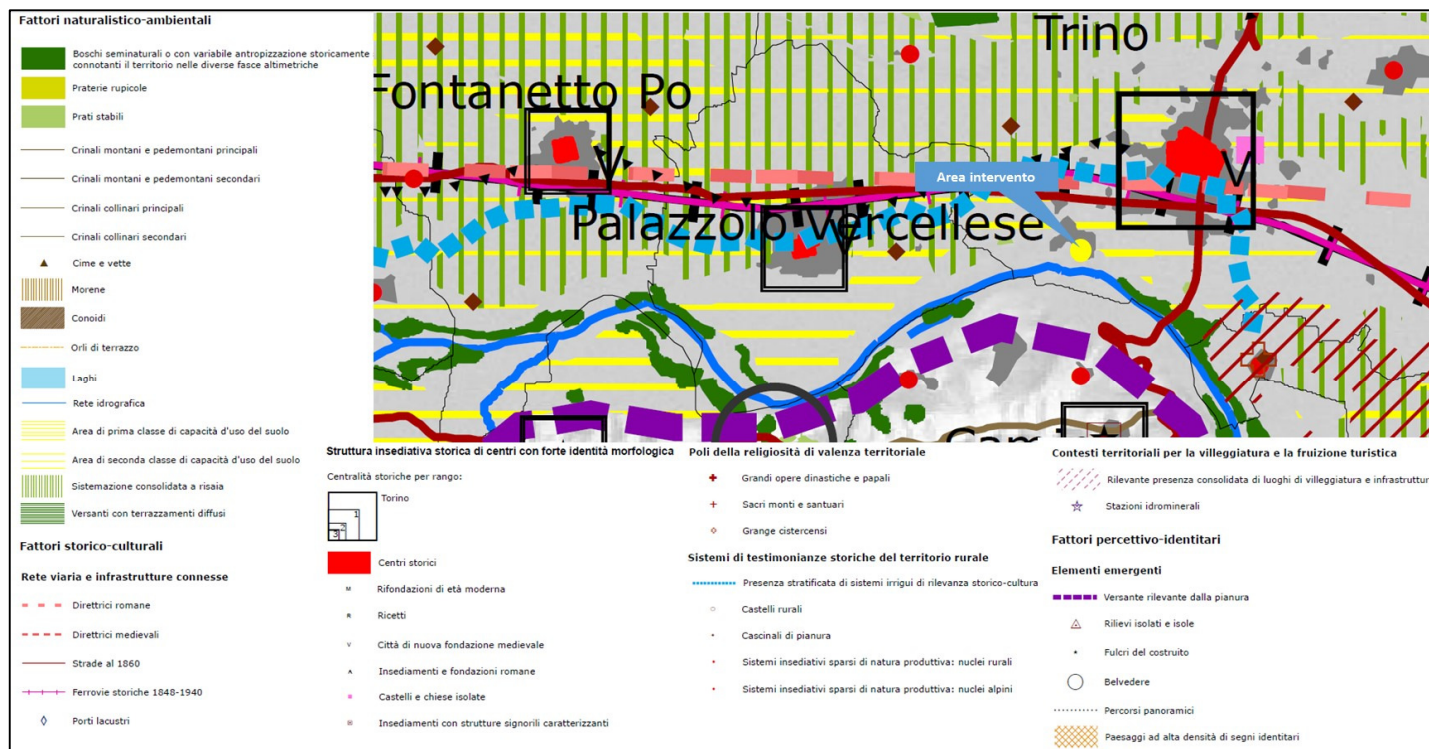 Fattori naturalistico-ambientali
Boschi seminaturali o con variabile antropizzazione storicamente
connotanti il territorio nelle diverse fasce altimetriche
Praterie rupicole
Prati stabili
Crinali montani e pedemontani principali
Crinali montani e pedemontani secondari
Crinali collinari principali
Crinali collinari secondari
Cime e vette
Morene
Conoidi
Orli di terrazzo
Laghi
Rete idrografica
Area di prima classe di capacità d'uso del suolo
Area di seconda classe di capacità d'uso del suolo
Sistemazione consolidata a risaia
Versanti con terrazzamenti diffusi
Fattori storico-culturali
Rete viaria e infrastrutture connesse
Direttrici romane
Direttrici medievali
Strade al 1860
Ferrovie storiche 1848-1940
Porti lacustri
Trino
Fontanetto Po
V
V
Area intervento
Palazzolo Vercellese
Struttura insediativa storica di centri con forte identità morfologica
Centralità storiche per rango:
Torino
1
2
3
Centri storici
M Rifondazioni di età moderna
R Ricetti
V Città di nuova fondazione medievale
A Insediamenti e fondazioni romane
Castelli e chiese isolate
Insediamenti con strutture signorili caratterizzanti
Poli della religiosità di valenza territoriale
Grandi opere dinastiche e papali
Sacri monti e santuari
Grange cistercensi
Sistemi di testimonianze storiche del territorio rurale
Presenza stratificata di sistemi irrigui di rilevanza storico-cultura
Castelli rurali
Cascinali di pianura
Sistemi insediativi sparsi di natura produttiva: nuclei rurali
Sistemi insediativi sparsi di natura produttiva: nuclei alpini
Contesti territoriali per la villeggiatura e la fruizione turistica
Rilevante presenza consolidata di luoghi di villeggiatura e infrastruttur
Stazioni idrominerali
Fattori percettivo-identitari
Elementi emergenti
Versante rilevante dalla pianura
Rilievi isolati e isole
Fulcri del costruito
Belvedere
Percorsi panoramici
Paesaggi ad alta densità di segni identitari